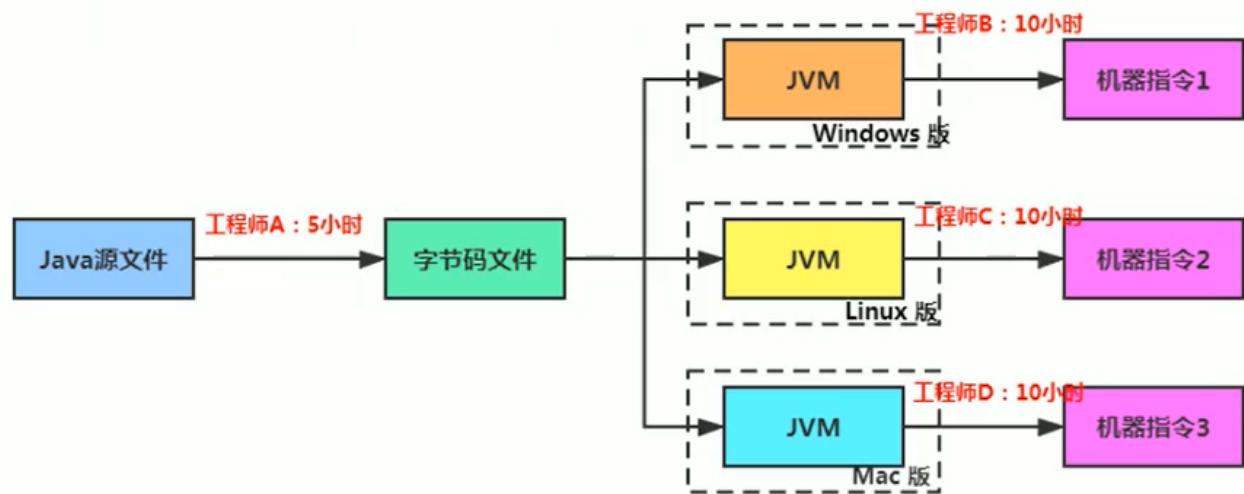 工程师B：10小时
JVM
机器指令1
Windows 版
Java源文件
工程师A：5小时
字节码文件
工程师C：10小时
JVM
机器指令2
Linux 版
工程师D：10小时
JVM
机器指令3
Mac 版